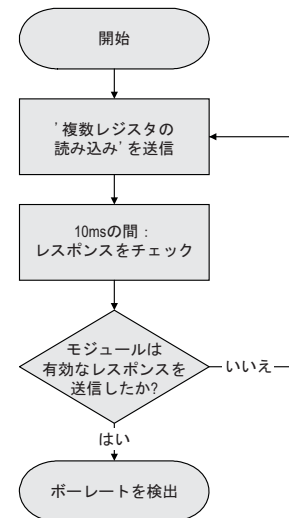 開始
'複数レジスタの
読み込み'を送信
10msの間：
レスポンスをチェック
モジュールは
有効なレスポンスを
送信したか?
いいえ
はい
ボーレートを検出